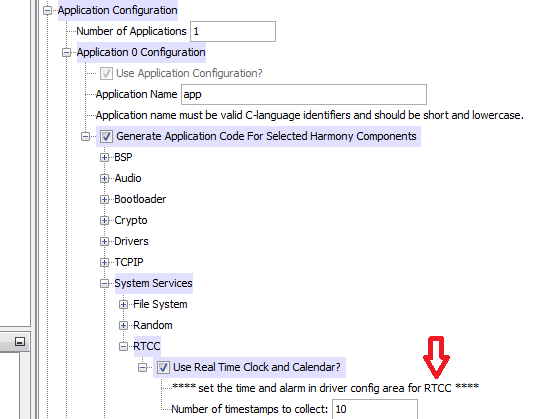 Application Configuration
Number of Applications 1
Application 0 Configuration
Use Application Configuration?
Application Name app
Application name must be valid C-language identifiers and should be short and lowercase.
Generate Application Code For Selected Harmony Components
BSP
Audio
Bootloader
Crypto
Drivers
TCPIP
System Services
File System
Random
RTCC
Use Real Time Clock and Calendar?
**** set the time and alarm in driver config area for RTCC ****
Number of timestamps to collect: 10